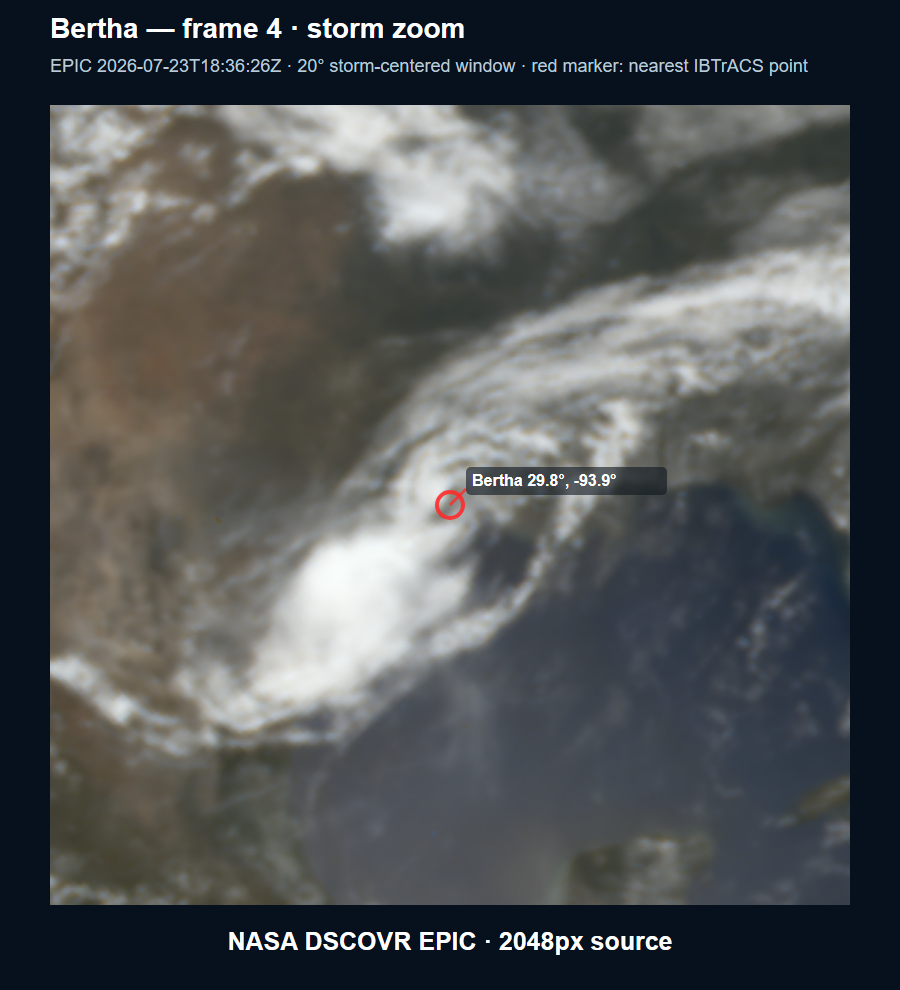 Bertha — frame 4 · storm zoom
EPIC 2026-07-23T18:36:26Z · 20° storm-centered window · red marker: nearest IBTrACS point
Bertha 29.8°, -93.9°
NASA DSCOVR EPIC · 2048px source